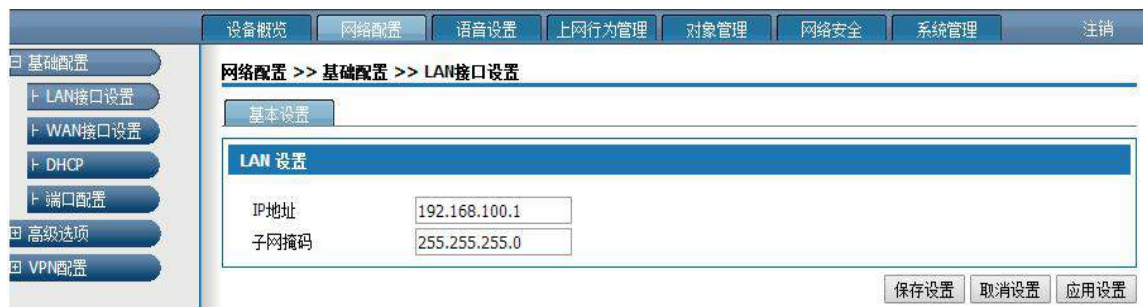 设备概览 网络配置 语音设置 上网行为管理 对象管理 网络安全 系统管理 注销
基础配置
LAN接口设置
WAN接口设置
DHCP
端口配置
高级选项
VPN配置
网络配置 >> 基础配置 >> LAN接口设置
基本设置
LAN 设置
IP地址 192.168.100.1
子网掩码 255.255.255.0
保存设置 取消设置 应用设置